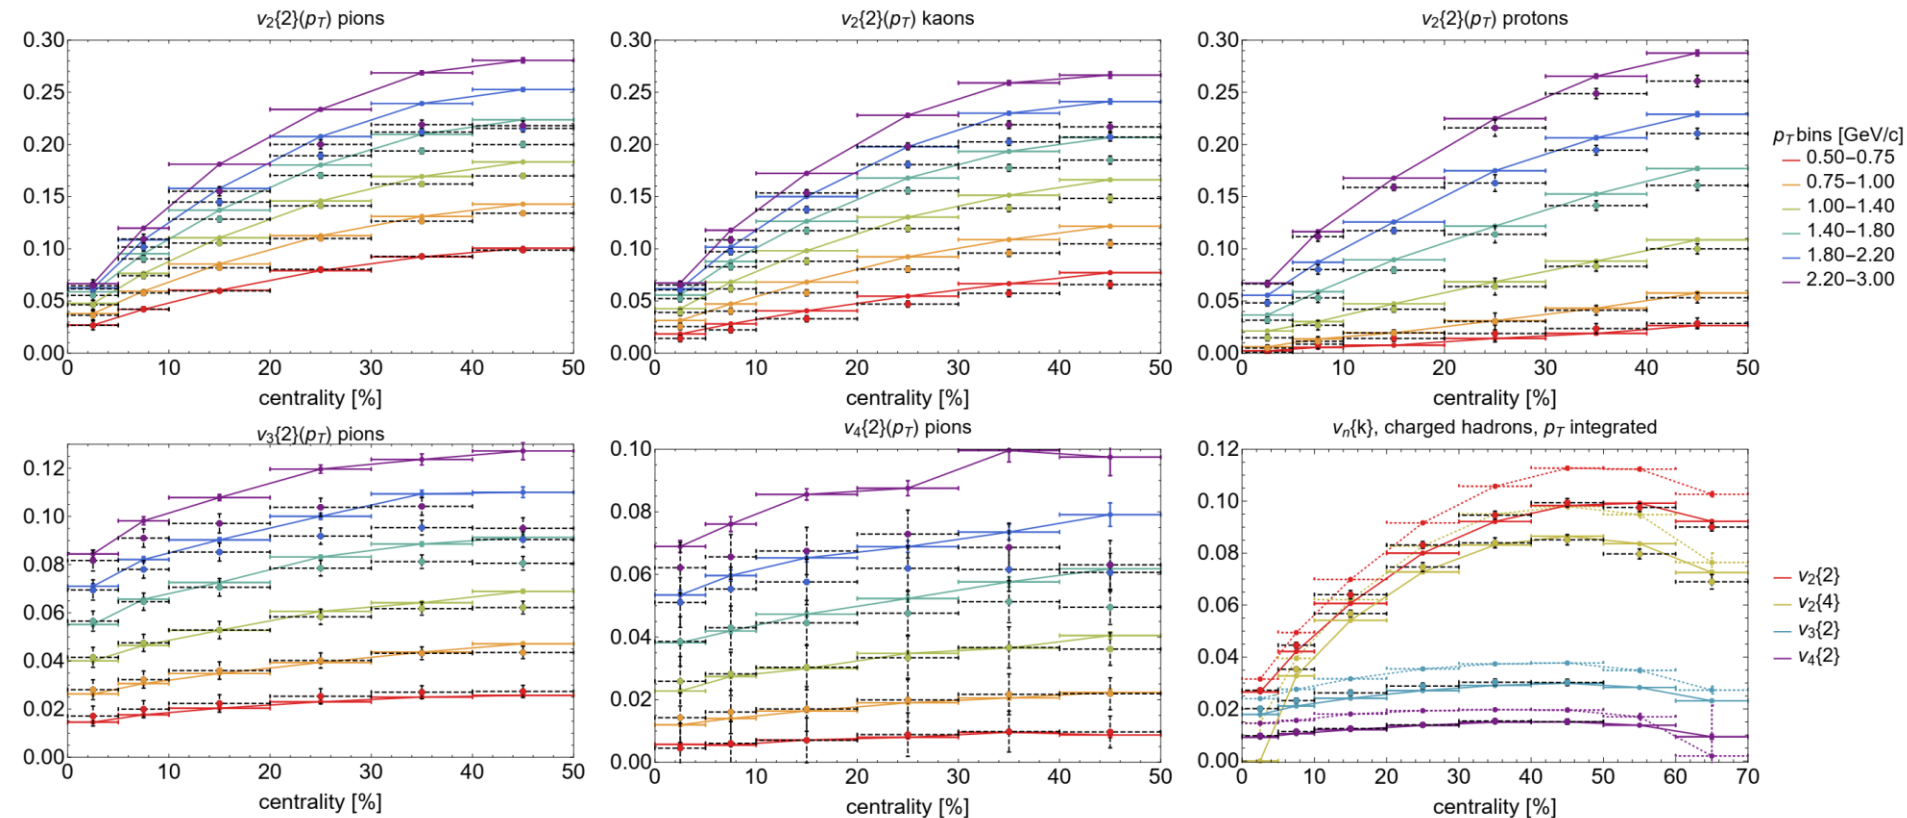 v2{2}(pT) pions
v2{2}(pT) kaons
v2{2}(pT) protons
0.30
0.25
0.20
0.15
0.10
0.05
0.00
0 10 20 30 40 50
centrality [%]
0.30
0.25
0.20
0.15
0.10
0.05
0.00
0 10 20 30 40 50
centrality [%]
0.30
0.25
0.20
0.15
0.10
0.05
0.00
0 10 20 30 40 50
centrality [%]
pT bins [GeV/c]
0.50–0.75
0.75–1.00
1.00–1.40
1.40–1.80
1.80–2.20
2.20–3.00
v3{2}(pT) pions
v4{2}(pT) pions
vn{k}, charged hadrons, pT integrated
0.12
0.10
0.08
0.06
0.04
0.02
0.00
0 10 20 30 40 50
centrality [%]
0.10
0.08
0.06
0.04
0.02
0.00
0 10 20 30 40 50
centrality [%]
0.12
0.10
0.08
0.06
0.04
0.02
0.00
0 10 20 30 40 50 60 70
centrality [%]
v2{2}
v2{4}
v3{2}
v4{2}